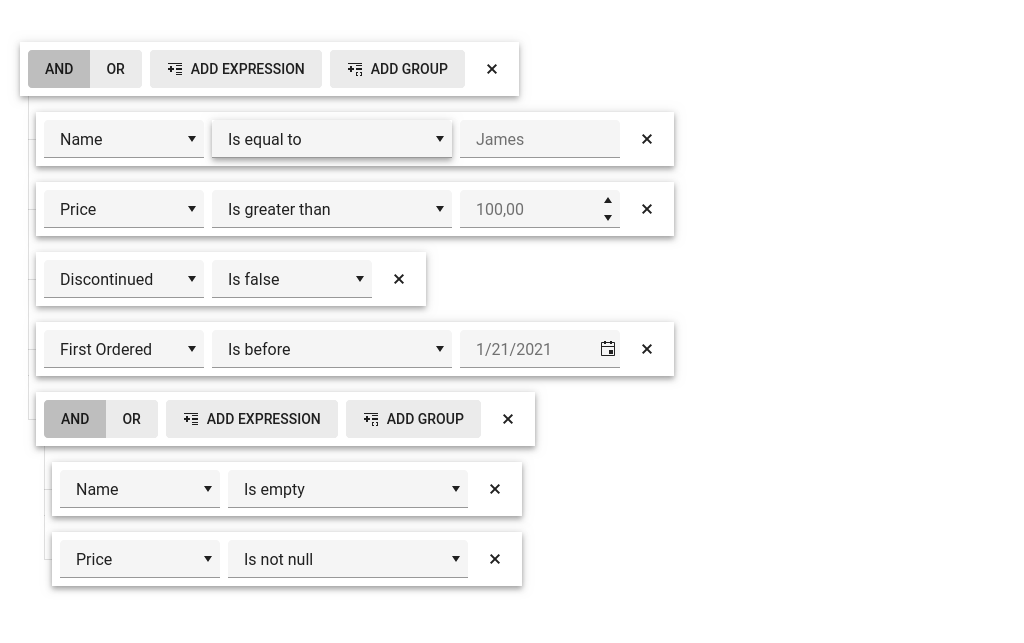 AND OR ADD EXPRESSION ADD GROUP
Name Is equal to James
Price Is greater than 100,00
Discontinued Is false
First Ordered Is before 1/21/2021
AND OR ADD EXPRESSION ADD GROUP
Name Is empty
Price Is not null